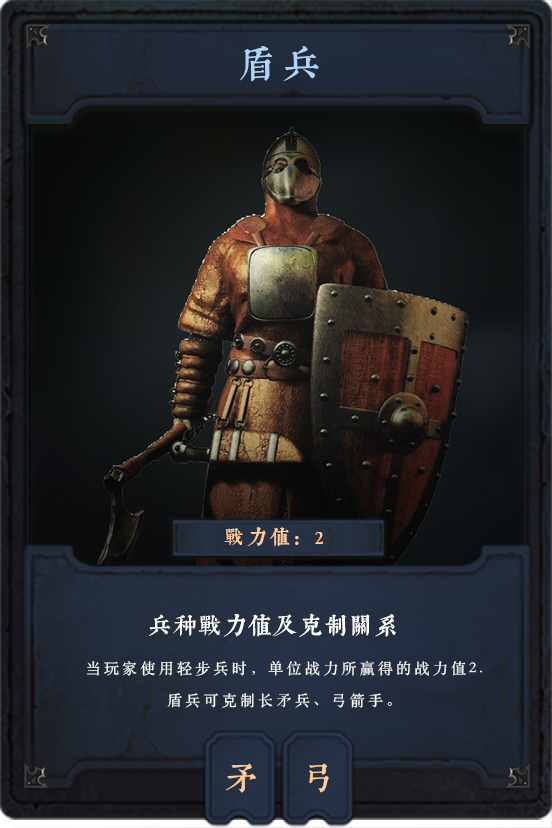 盾兵
戰力值：2
兵种戰力值及克制關系
当玩家使用轻步兵时，单位战力所赢得的战力值2.
盾兵可克制长矛兵、弓箭手。
矛 弓